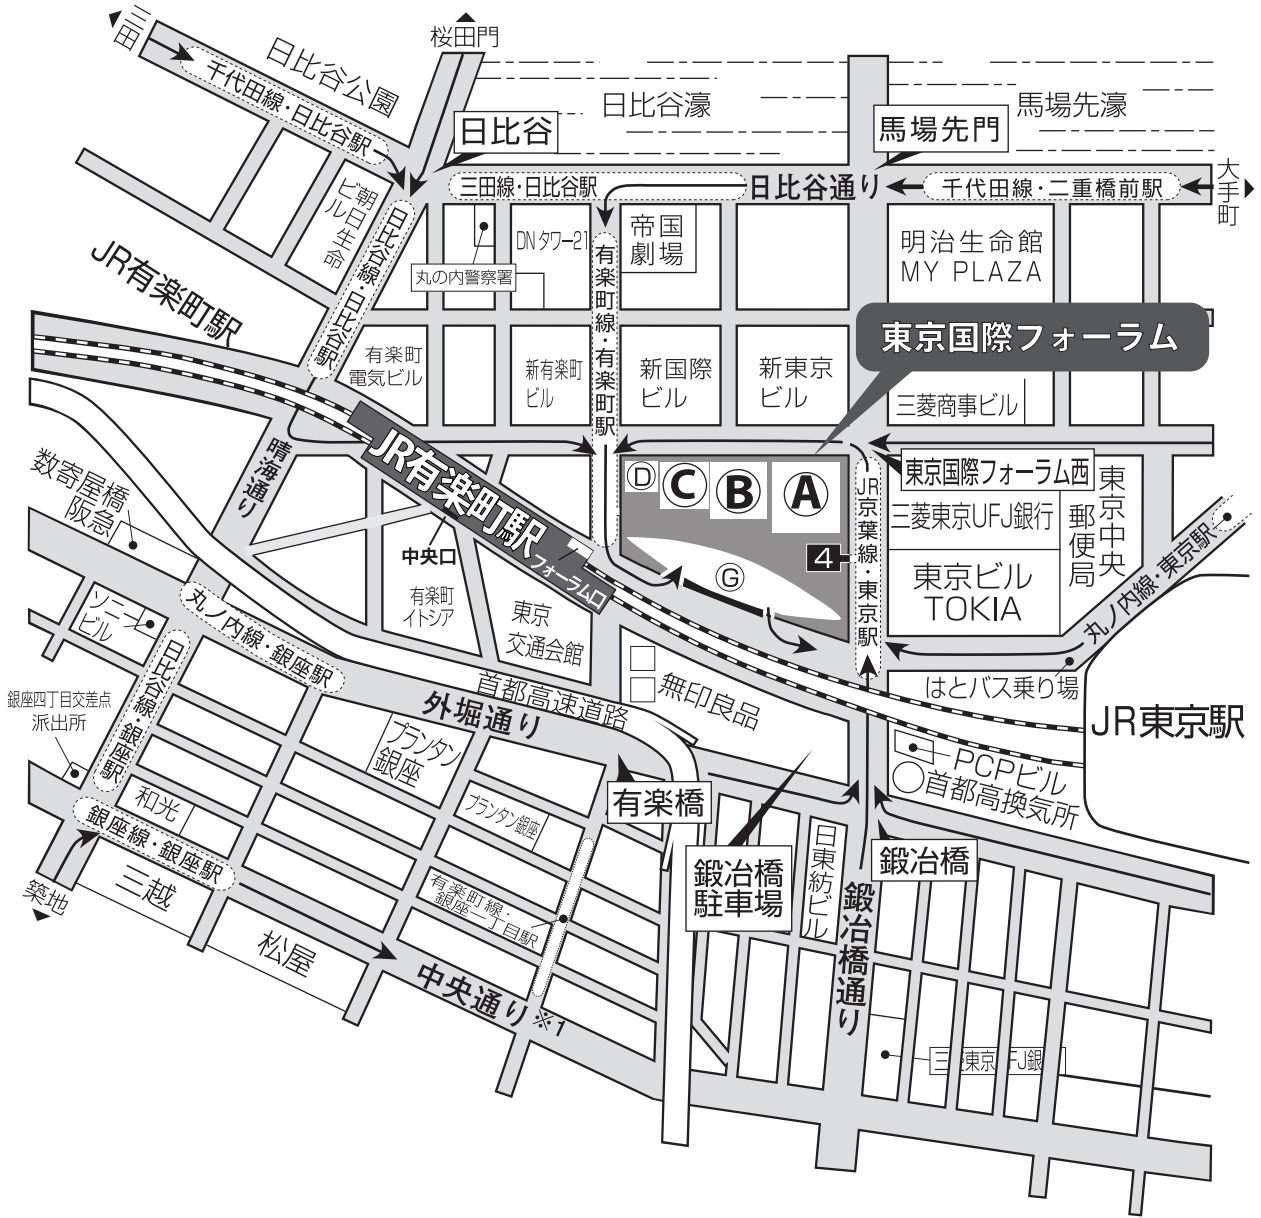 三田
桜田門
日比谷公園
千代田線・日比谷駅
日比谷濠
馬場先濠
日比谷
馬場先門
三田線・日比谷駅
日比谷通り
千代田線・二重橋前駅
大手町
朝日生命
ビル
日比谷線・日比谷駅
丸の内警察署
DNタワー21
有楽町線・有楽町駅
帝国
劇場
明治生命館
MY PLAZA
JR有楽町駅
東京国際フォーラム
有楽町
電気ビル
新有楽町
ビル
新国際
ビル
新東京
ビル
三菱商事ビル
晴海通り
JR有楽町駅
フォーラム口
中央口
D
C
B
A
G
4
JR京葉線・東京駅
東京国際フォーラム西
三菱東京UFJ銀行
東京中央
郵便局
東京ビル
TOKIA
丸ノ内線・東京駅
数寄屋橋
阪急
有楽町
イトシア
東京
交通会館
ソニー
ビル
丸ノ内線・銀座駅
日比谷線・銀座駅
首都高速道路
外堀通り
無印良品
はとバス乗り場
JR東京駅
銀座四丁目交差点
派出所
プランタン
銀座
PCPビル
首都高換気所
有楽橋
和光
プランタン銀座
銀座線・銀座駅
鍛冶橋
駐車場
日東紡ビル
鍛冶橋
築地
三越
有楽町線・
銀座一丁目駅
鍛冶橋通り
松屋
中央通り※1
三菱東京UFJ銀